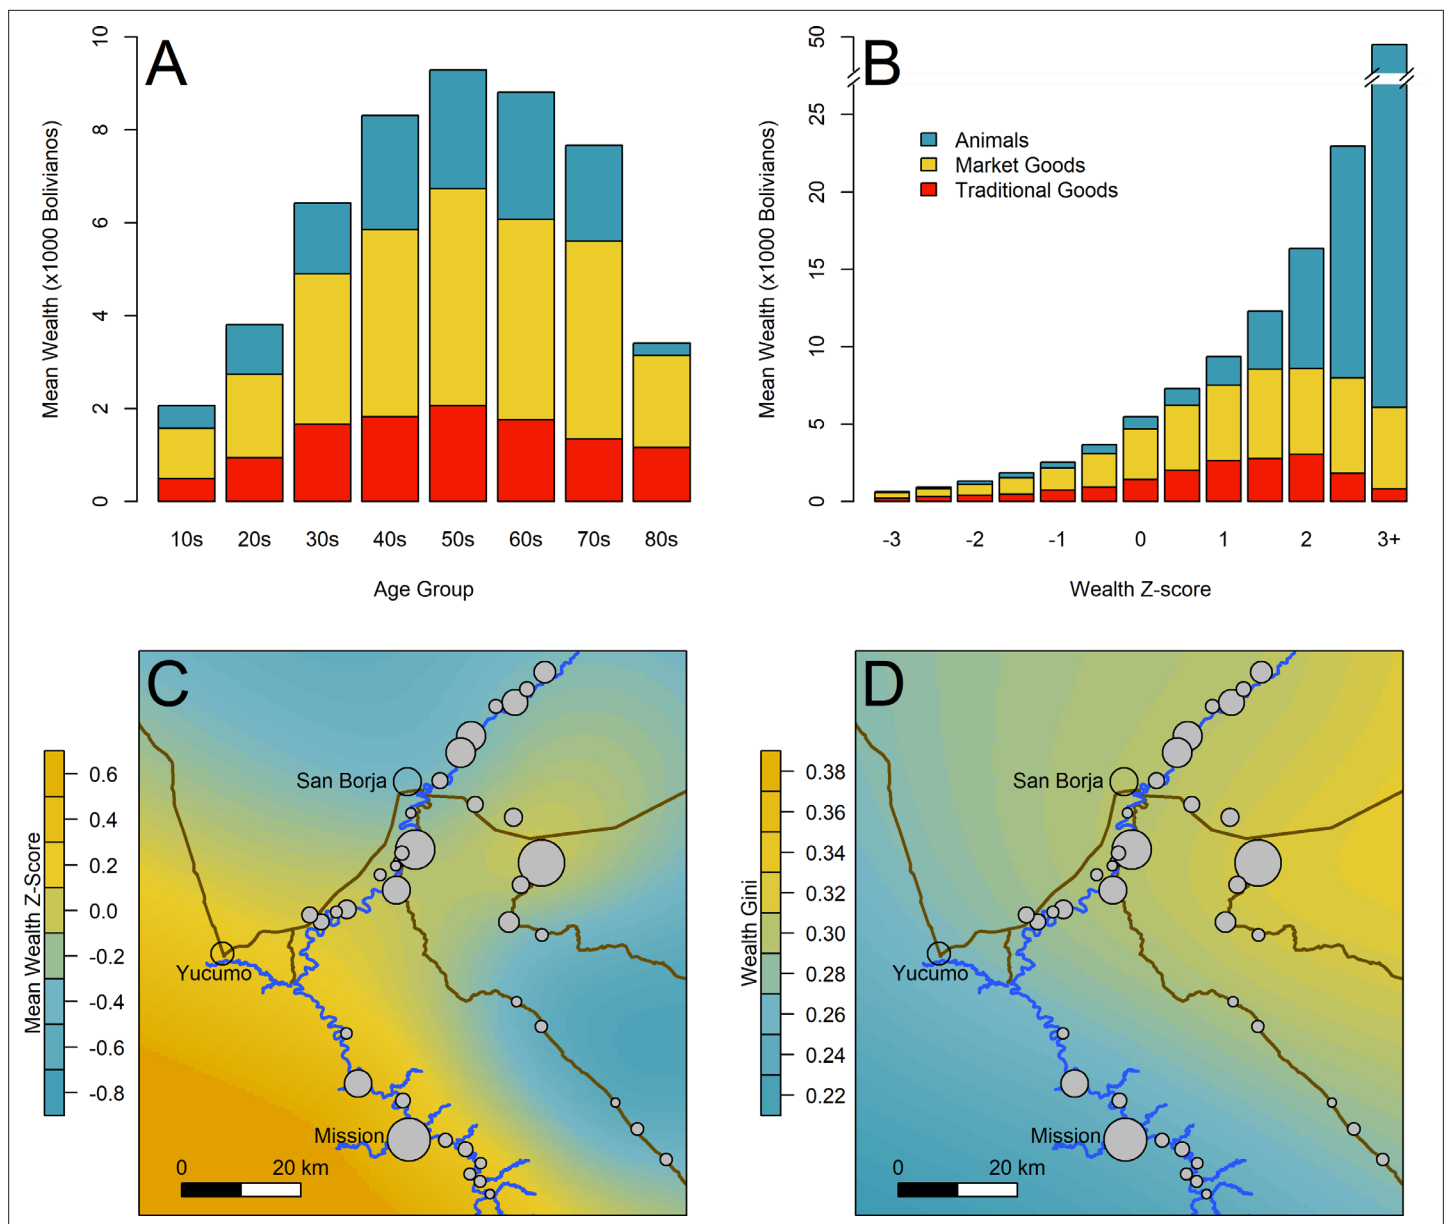 A
10
8
6
4
2
0
Mean Wealth (x1000 Bolivianos)
10s 20s 30s 40s 50s 60s 70s 80s
Age Group
B
50
25
20
15
10
5
0
Mean Wealth (x1000 Bolivianos)
Animals
Market Goods
Traditional Goods
-3 -2 -1 0 1 2 3+
Wealth Z-score
C
Mean Wealth Z-Score
0.6
0.4
0.2
0.0
-0.2
-0.4
-0.6
-0.8
San Borja
Yucumo
Mission
0 20 km
D
Wealth Gini
0.38
0.36
0.34
0.32
0.30
0.28
0.26
0.24
0.22
San Borja
Yucumo
Mission
0 20 km